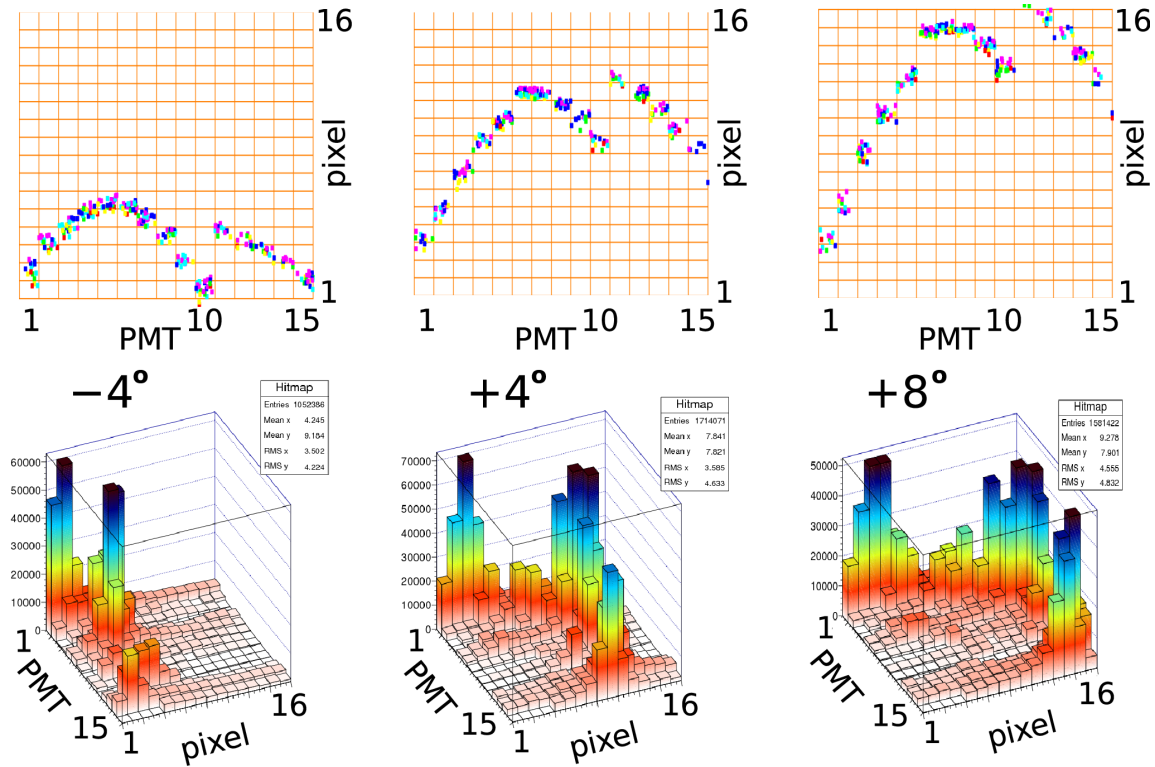 16
pixel
1
1
10
15
PMT
16
pixel
1
1
10
15
PMT
16
pixel
1
1
10
15
PMT
−4°
Hitmap
Entries 1052386
Mean x 4.245
Mean y 9.184
RMS x 3.502
RMS y 4.224
60000
50000
40000
30000
20000
10000
0
1
PMT
15
1
pixel
16
+4°
Hitmap
Entries 1714071
Mean x 7.841
Mean y 7.821
RMS x 3.585
RMS y 4.633
70000
60000
50000
40000
30000
20000
10000
0
1
PMT
15
1
pixel
16
+8°
Hitmap
Entries 1581422
Mean x 9.278
Mean y 7.901
RMS x 4.555
RMS y 4.832
50000
40000
30000
20000
10000
0
1
PMT
15
1
pixel
16